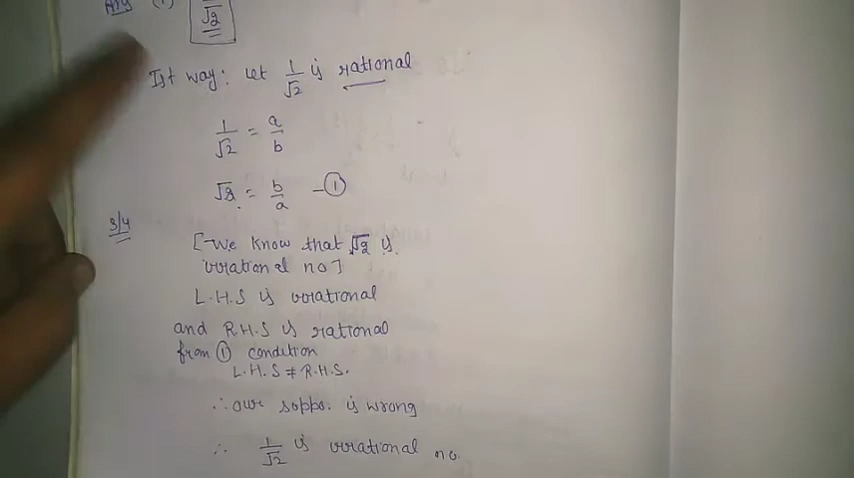 Ans (i) 1/√2
Ist way: Let 1/√2 is rational
1/√2 = a/b
√2 = b/a –①
3/4
[We know that √2 is
irrational no]
L.H.S is irrational
and R.H.S is rational
from ① condition
L.H.S ≠ R.H.S.
∴ our soppo. is wrong
∴ 1/√2 is irrational no.